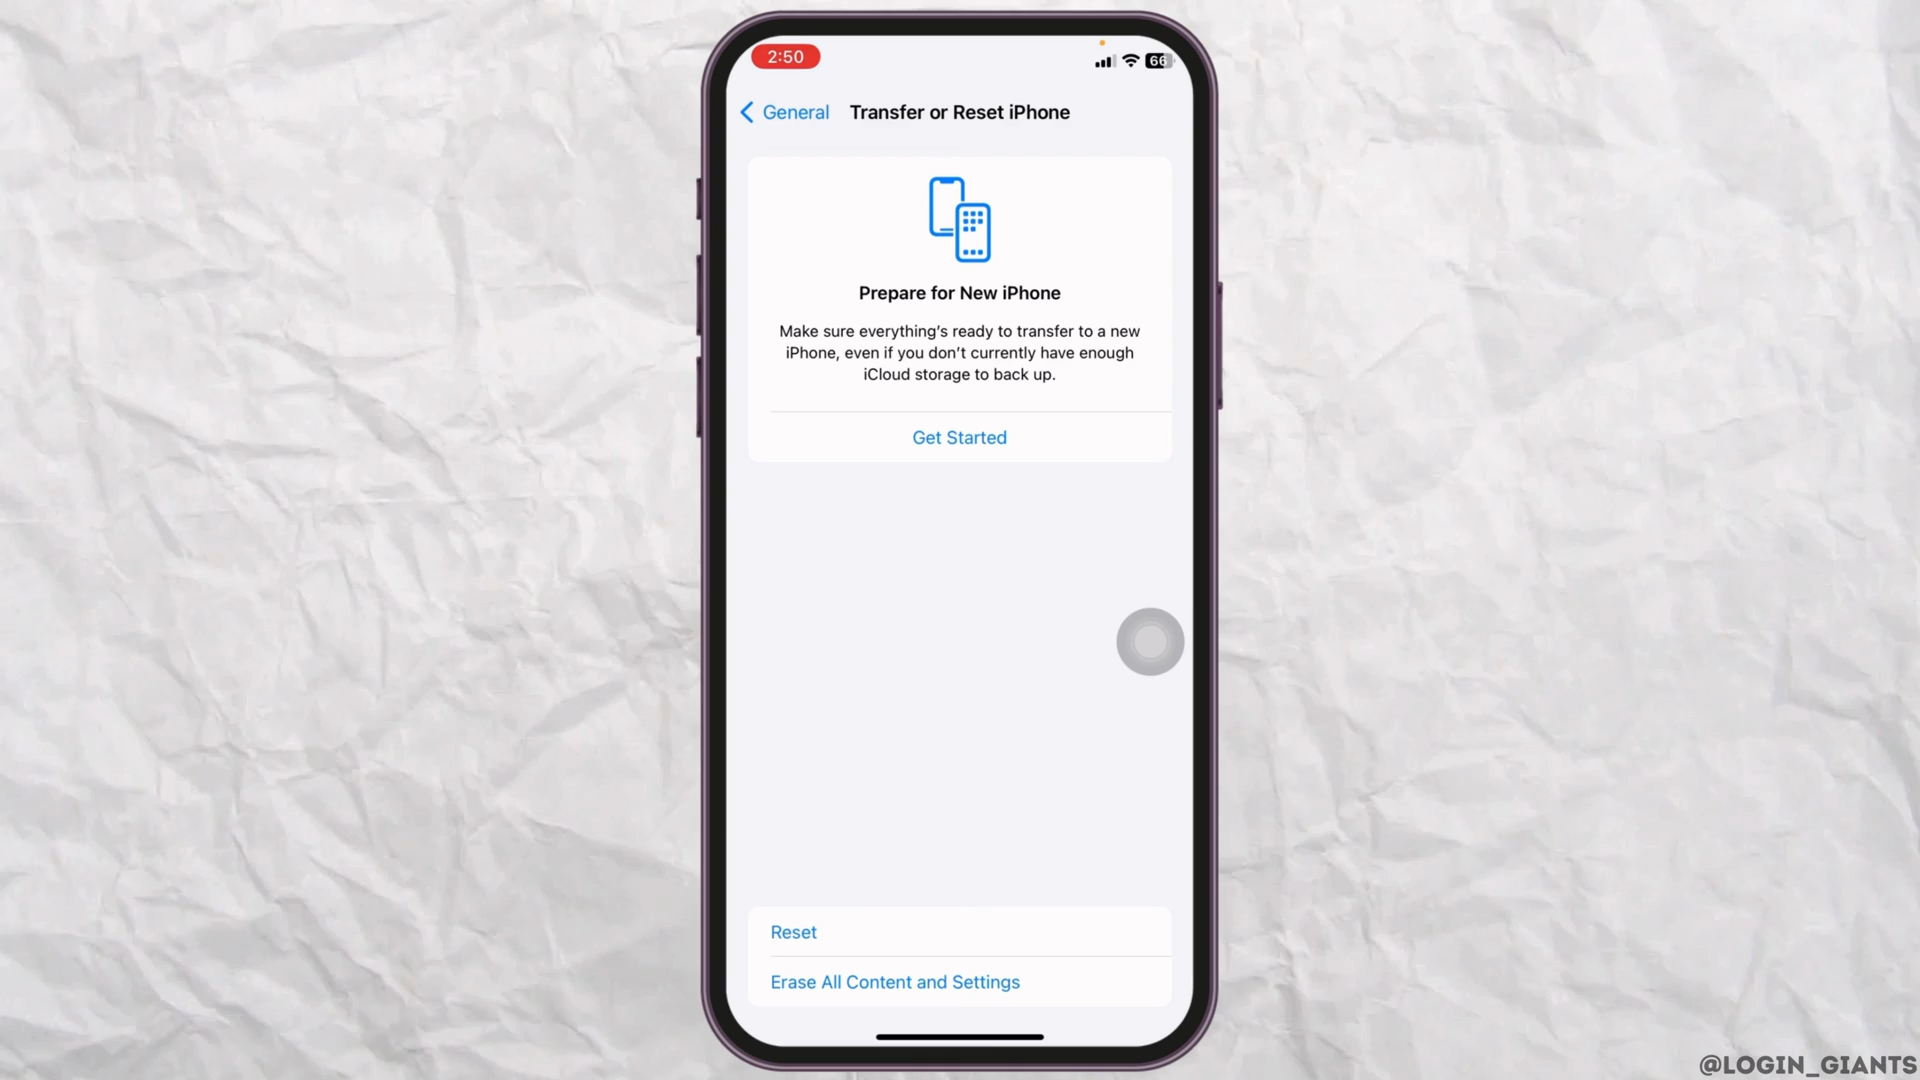 2:50
66
General
Transfer or Reset iPhone
Prepare for New iPhone
Make sure everything's ready to transfer to a new
iPhone, even if you don't currently have enough
iCloud storage to back up.
Get Started
Reset
Erase All Content and Settings
@LOGIN_GIANTS